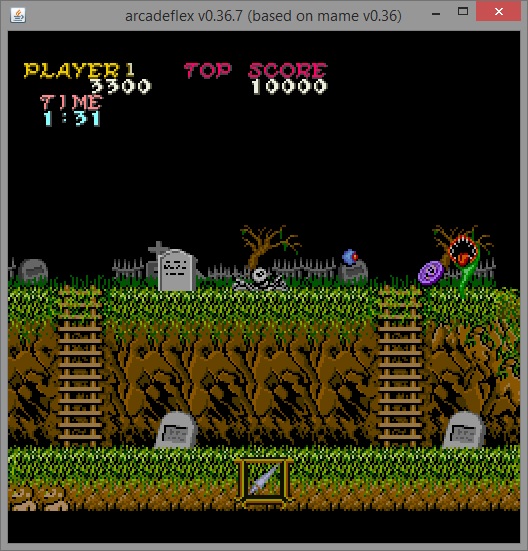 arcadeflex v0.36.7 (based on mame v0.36)
PLAYER1 TOP SCORE
3300 10000
TIME
1:31